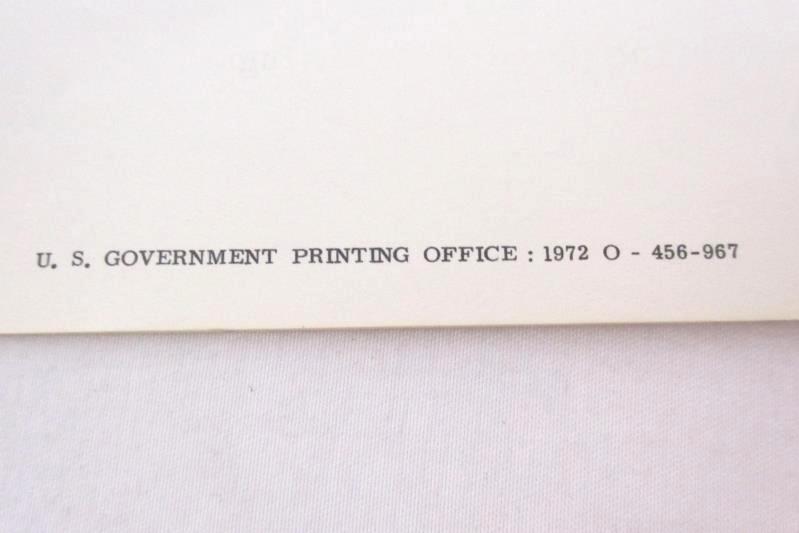 U. S. GOVERNMENT PRINTING OFFICE : 1972 O - 456-967